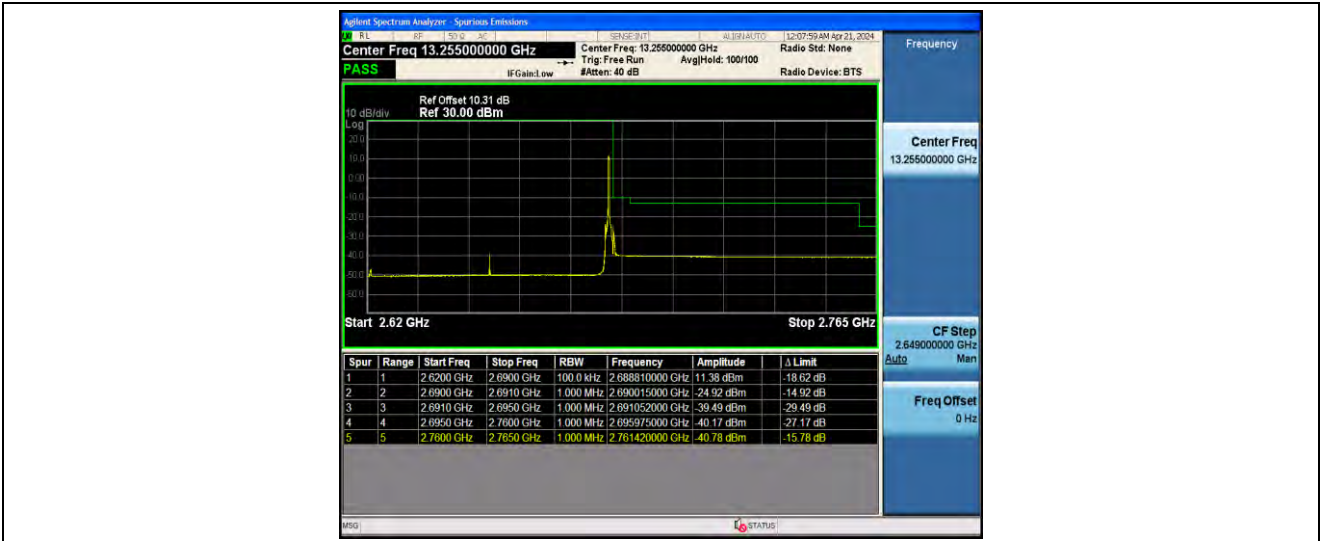 Agilent Spectrum Analyzer - Spurious Emissions
RL RF 50 Ω AC SENSE:INT ALIGNAUTO 12:07:59 AM Apr 21, 2024
Center Freq 13.255000000 GHz
Center Freq: 13.255000000 GHz Radio Std: None
Trig: Free Run Avg|Hold: 100/100
PASS IFGain:Low #Atten: 40 dB Radio Device: BTS
Frequency
Ref Offset 10.31 dB
10 dB/div Ref 30.00 dBm
Log
20.0
10.0
0.00
-10.0
-20.0
-30.0
-40.0
-50.0
-60.0
Start 2.62 GHz Stop 2.765 GHz
Center Freq
13.255000000 GHz
CF Step
2.649000000 GHz
Auto Man
Freq Offset
0 Hz
Spur Range Start Freq Stop Freq RBW Frequency Amplitude Δ Limit
1 1 2.6200 GHz 2.6900 GHz 100.0 kHz 2.688810000 GHz 11.38 dBm -18.62 dB
2 2 2.6900 GHz 2.6910 GHz 1.000 MHz 2.690015000 GHz -24.92 dBm -14.92 dB
3 3 2.6910 GHz 2.6950 GHz 1.000 MHz 2.691052000 GHz -39.49 dBm -29.49 dB
4 4 2.6950 GHz 2.7600 GHz 1.000 MHz 2.695975000 GHz -40.17 dBm -27.17 dB
5 5 2.7600 GHz 2.7650 GHz 1.000 MHz 2.761420000 GHz -40.78 dBm -15.78 dB
MSG STATUS